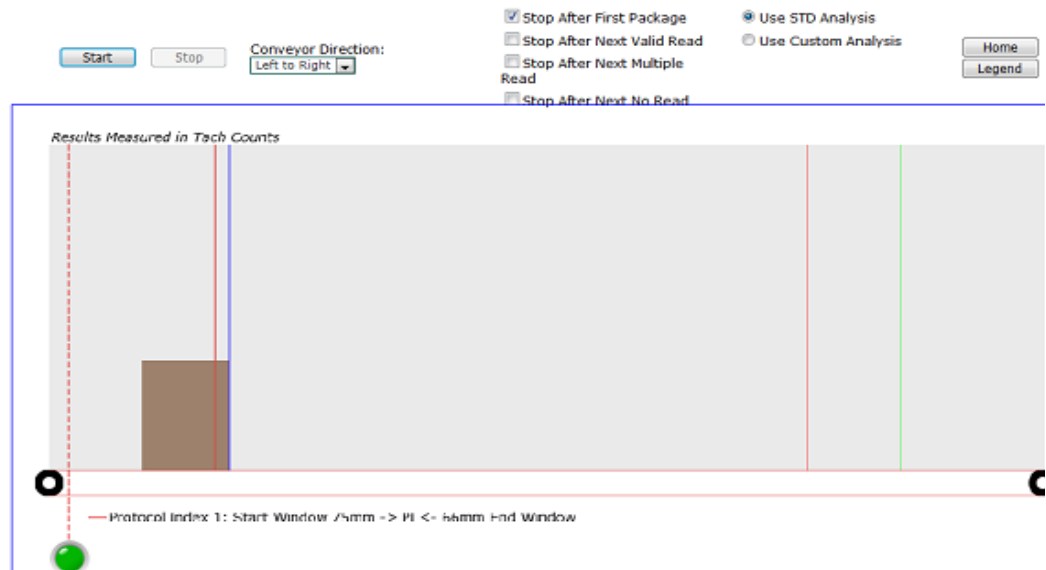 Stop After First Package
Use STD Analysis
Stop After Next Valid Read
Use Custom Analysis
Start
Stop
Conveyor Direction:
Left to Right
Stop After Next Multiple
Read
Home
Legend
Stop After Next No Read
Results Measured in Tach Counts
Protocol Index 1: Start Window 75mm -> PI <- 66mm End Window